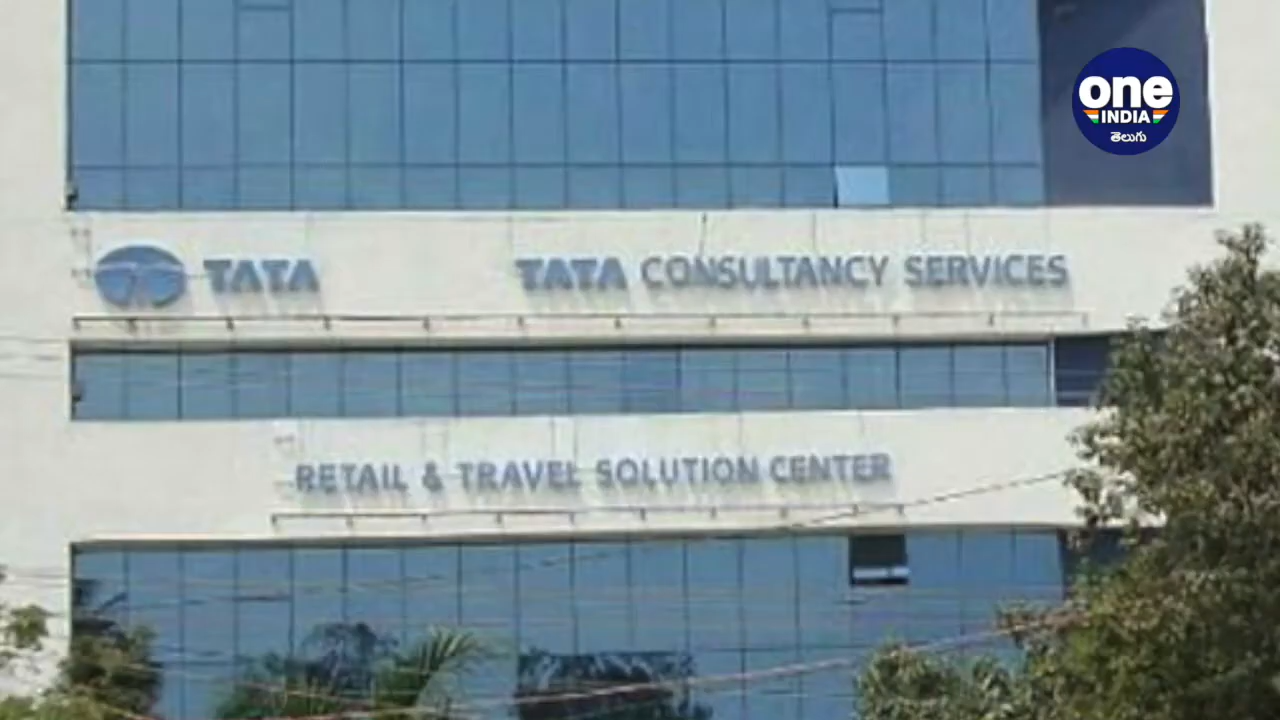 one
INDIA
తెలుగు
TATA TATA CONSULTANCY SERVICES
RETAIL & TRAVEL SOLUTION CENTER